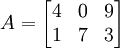 A = [4 0 9
1 7 3]